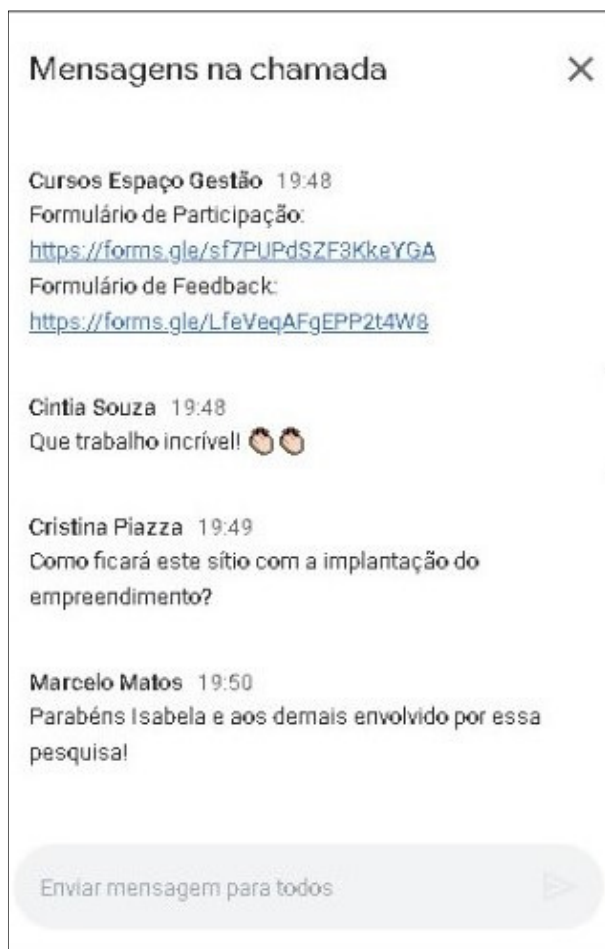 Mensagens na chamada
Cursos Espaço Gestão 19:48
Formulário de Participação:
https://forms.gle/sf7PUPdSZF3KkeYGA
Formulário de Feedback:
https://forms.gle/LfeVeqAFgEPP2t4W8
Cintia Souza 19:48
Que trabalho incrível!
Cristina Piazza 19:49
Como ficará este sítio com a implantação do
empreendimento?
Marcelo Matos 19:50
Parabéns Isabela e aos demais envolvido por essa
pesquisa!
Enviar mensagem para todos